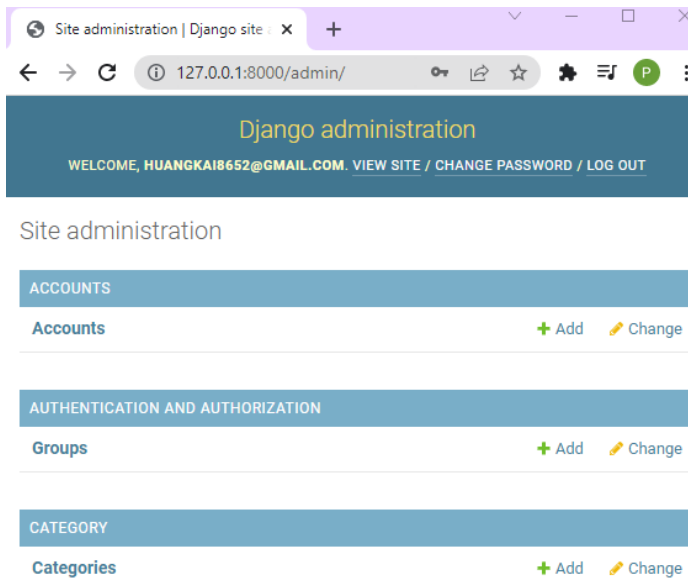 Site administration | Django site a
127.0.0.1:8000/admin/
P
Django administration
WELCOME, HUANGKAI8652@GMAIL.COM. VIEW SITE / CHANGE PASSWORD / LOG OUT
Site administration
ACCOUNTS
Accounts Add Change
AUTHENTICATION AND AUTHORIZATION
Groups Add Change
CATEGORY
Categories Add Change